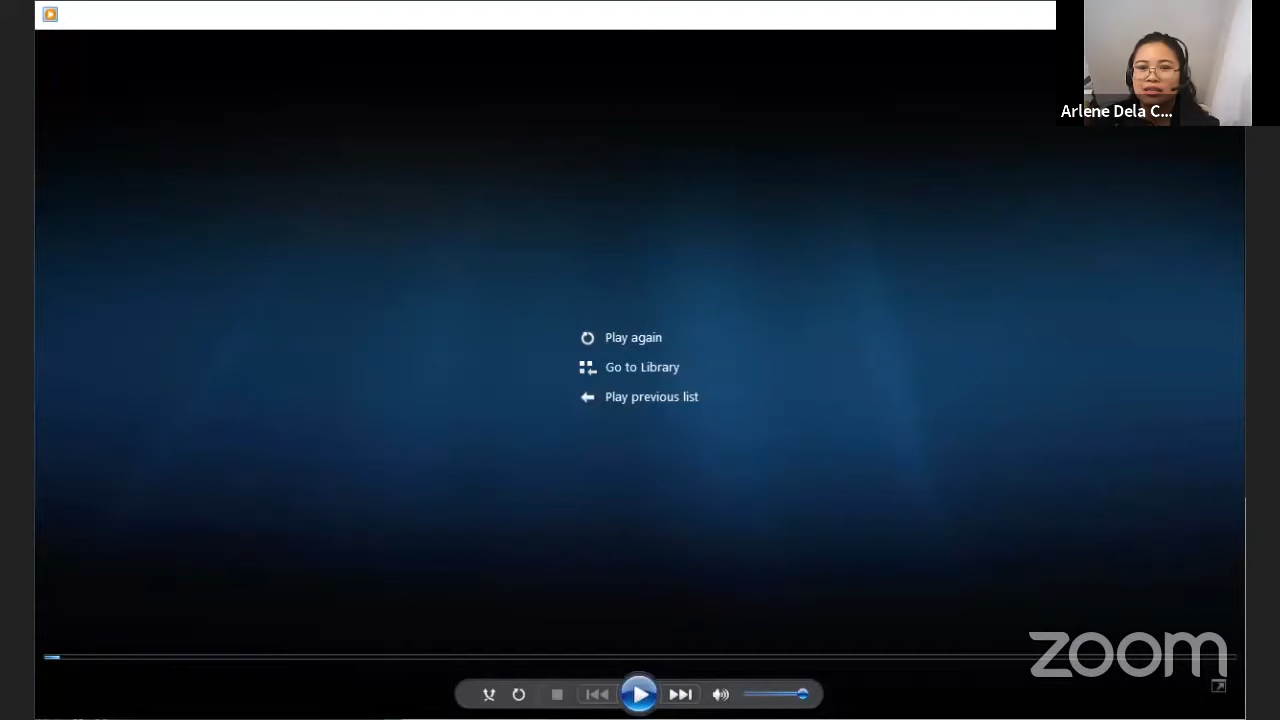 Arlene Dela C...
Play again
Go to Library
Play previous list
zoom